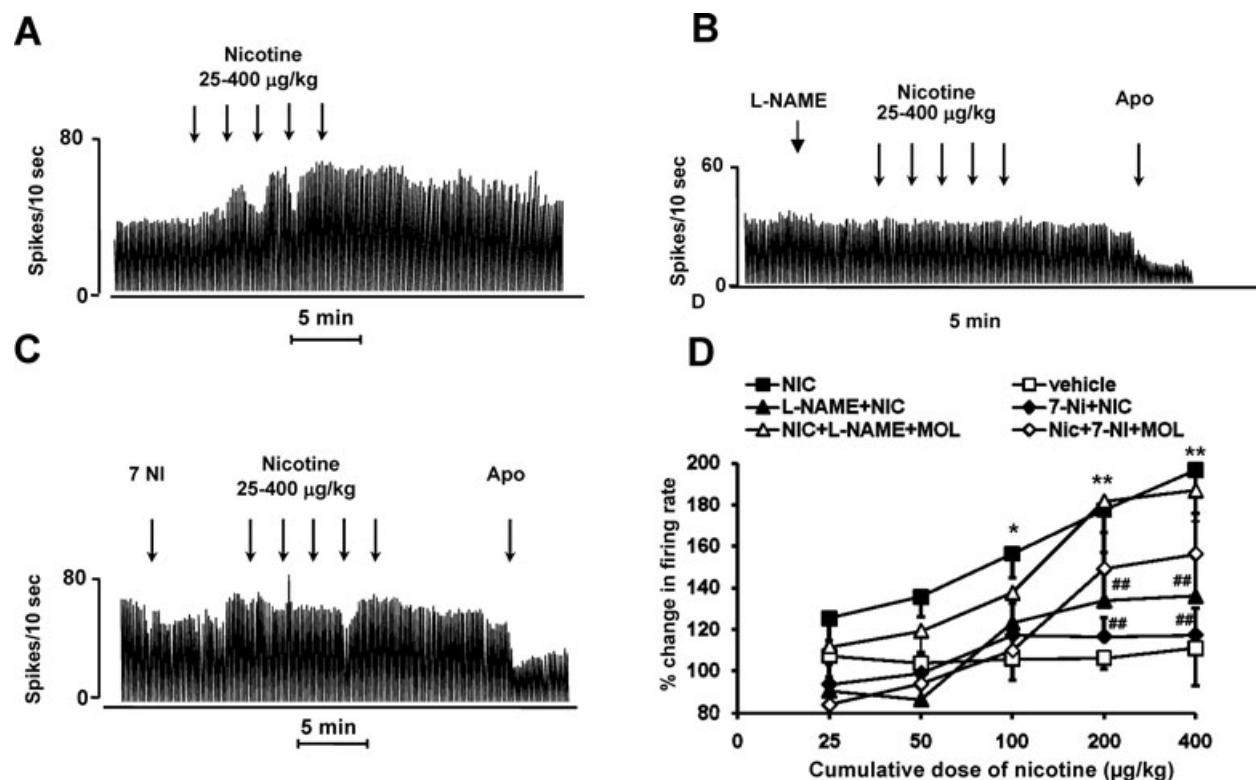 A
Nicotine
25-400 µg/kg
80
Spikes/10 sec
0
5 min
B
L-NAME
Nicotine
25-400 µg/kg
Apo
60
Spikes/10 sec
0
D
5 min
C
7 NI
Nicotine
25-400 µg/kg
Apo
80
Spikes/10 sec
0
5 min
D
NIC
vehicle
L-NAME+NIC
7-Ni+NIC
NIC+L-NAME+MOL
Nic+7-NI+MOL
% change in firing rate
200
180
160
140
120
100
80
*
**
**
##
##
##
##
0 25 50 100 200 400
Cumulative dose of nicotine (µg/kg)